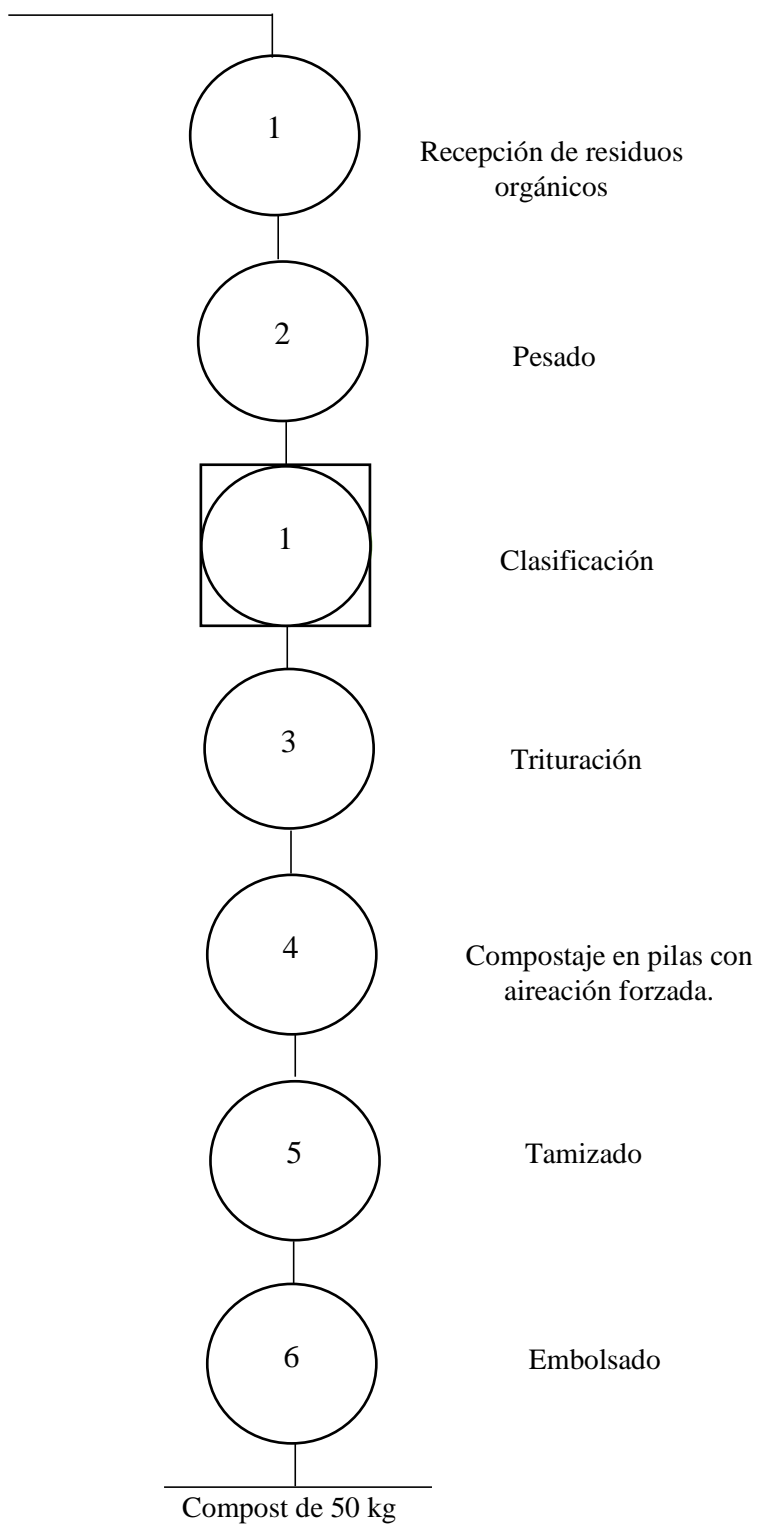 1
Recepción de residuos
orgánicos
2
Pesado
1
Clasificación
3
Trituración
4
Compostaje en pilas con
aireación forzada.
5
Tamizado
6
Embolsado
Compost de 50 kg